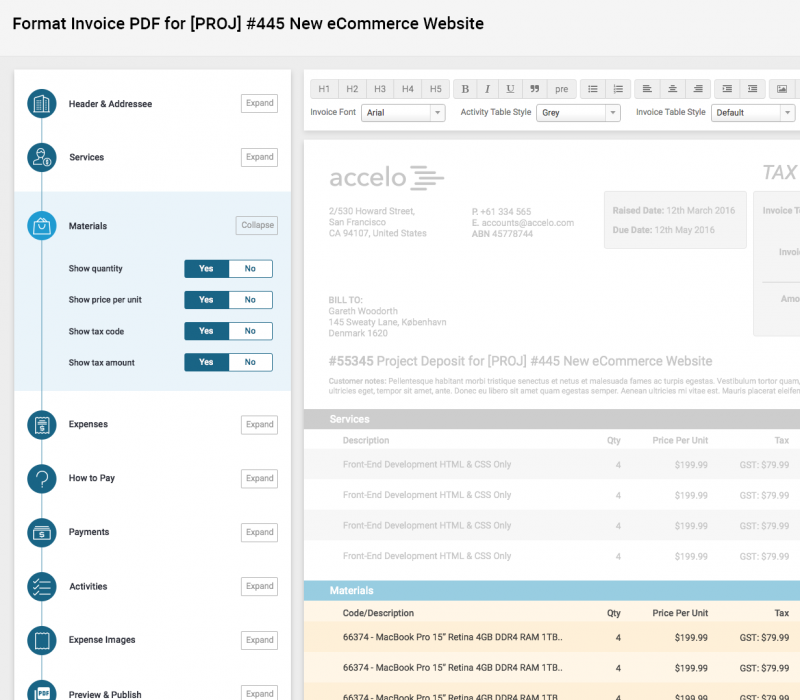 Format Invoice PDF for [PROJ] #445 New eCommerce Website
Header & Addressee Expand
Services Expand
Materials Collapse
Show quantity Yes No
Show price per unit Yes No
Show tax code Yes No
Show tax amount Yes No
Expenses Expand
How to Pay Expand
Payments Expand
Activities Expand
Expense Images Expand
PDF Preview & Publish Expand
H1 H2 H3 H4 H5 B I U pre
Invoice Font Arial Activity Table Style Grey Invoice Table Style Default
accelo
TAX
2/530 Howard Street,
San Francisco
CA 94107, United States
P. +61 334 565
E. accounts@accelo.com
ABN 45778744
Raised Date: 12th March 2016
Due Date: 12th May 2016
Invoice T
Invoi
Amo
BILL TO:
Gareth Woodorth
145 Sweaty Lane, København
Denmark 1620
#55345 Project Deposit for [PROJ] #445 New eCommerce Website
Customer notes: Pellentesque habitant morbi tristique senectus et netus et malesuada fames ac turpis egestas. Vestibulum tortor quam,
ultricies eget, tempor sit amet, ante. Donec eu libero sit amet quam egestas semper. Aenean ultricies mi vitae est. Mauris placerat eleifen
Services
Description Qty Price Per Unit Tax
Front-End Development HTML & CSS Only 4 $199.99 GST: $79.99
Front-End Development HTML & CSS Only 4 $199.99 GST: $79.99
Front-End Development HTML & CSS Only 4 $199.99 GST: $79.99
Front-End Development HTML & CSS Only 4 $199.99 GST: $79.99
Materials
Code/Description Qty Price Per Unit Tax
66374 - MacBook Pro 15" Retina 4GB DDR4 RAM 1TB.. 4 $199.99 GST: $79.99
66374 - MacBook Pro 15" Retina 4GB DDR4 RAM 1TB.. 4 $199.99 GST: $79.99
66374 - MacBook Pro 15" Retina 4GB DDR4 RAM 1TB.. 4 $199.99 GST: $79.99